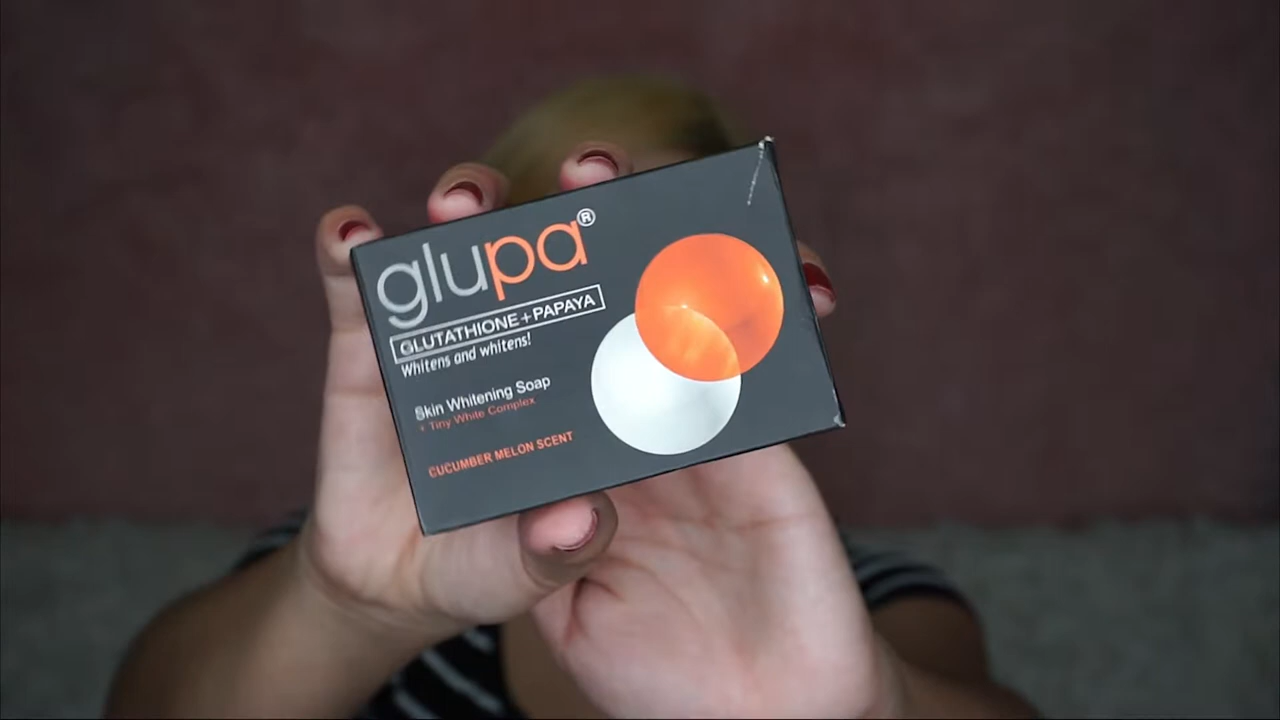 glupa®
GLUTATHIONE+PAPAYA
Whitens and whitens!
Skin Whitening Soap
+ Tiny White Complex
CUCUMBER MELON SCENT